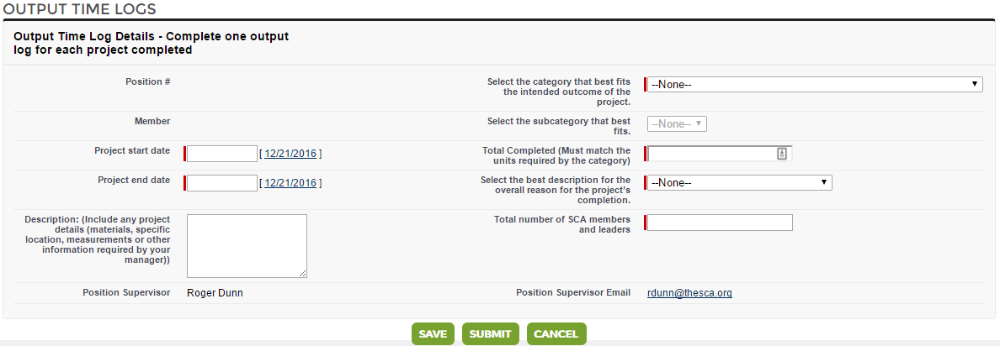 OUTPUT TIME LOGS
Output Time Log Details - Complete one output
log for each project completed
Position #
Select the category that best fits
the intended outcome of the
project.
--None--
Member
Select the subcategory that best
fits.
--None--
Project start date
[ 12/21/2016 ]
Total Completed (Must match the
units required by the category)
Project end date
[ 12/21/2016 ]
Select the best description for the
overall reason for the project's
completion.
--None--
Description: (Include any project
details (materials, specific
location, measurements or other
information required by your
manager))
Total number of SCA members
and leaders
Position Supervisor
Roger Dunn
Position Supervisor Email
rdunn@thesca.org
SAVE
SUBMIT
CANCEL